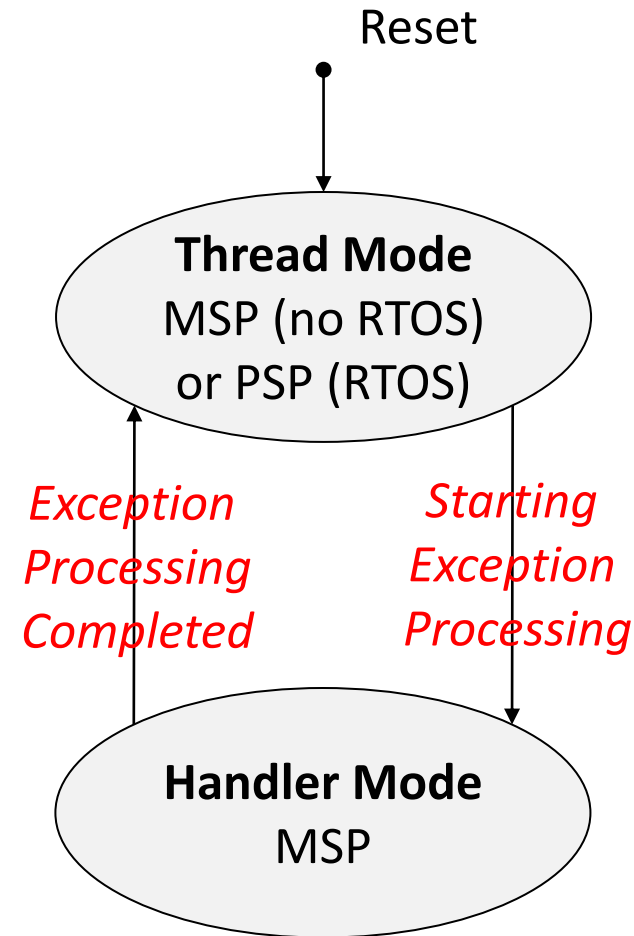 Reset
Thread Mode
MSP (no RTOS)
or PSP (RTOS)
Exception
Processing
Completed
Starting
Exception
Processing
Handler Mode
MSP